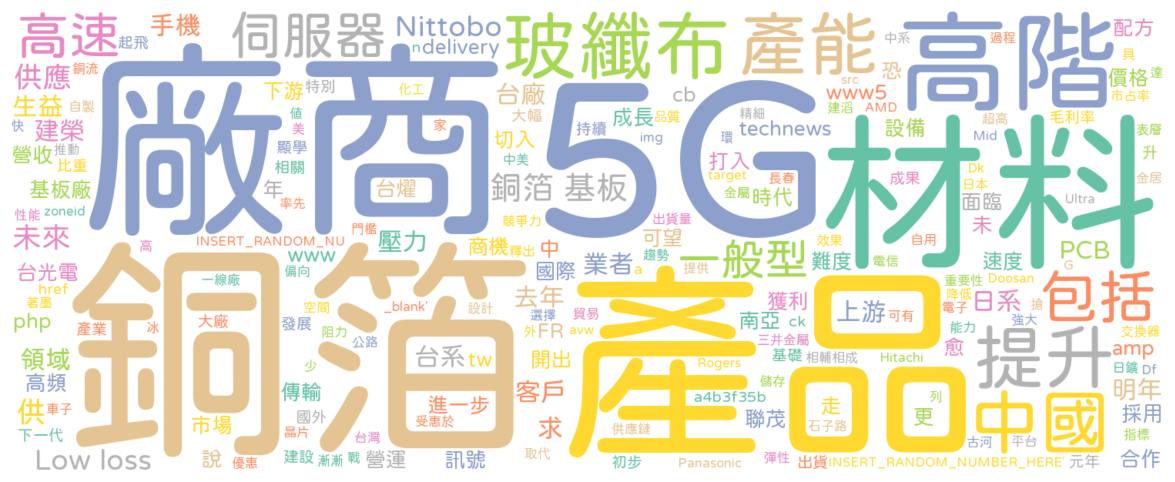 高速
起飛
手機
伺服器
Nittobo
n
delivery
玻纖布
產能
中系
過程
配方
供應
銅流
特別
下游
化工
恐
高階
具
價格
達
生益
自製
台廠
大幅
cb
成長
品質
src
www5
市占率
快
建榮
值
美
廠商
家
切入
持續
img
精細
建滔
AMD
超高
毛利率
營收
推動
顯學
中美
5G
環
technews
設備
Mid
表層
比重
相關
打入
target
升
基板廠
年
台燿
銅箔
基板
金屬
長春
時代
成果
Dk
日本
金居
性能
zoneid
率先
競爭力
出貨量
面臨
Ultra
未來
門檻
可望
材料
未
高
INSERT_RANDOM_NU
壓力
商機
釋出
中
業者
趨勢
a
一般型
效果
自用
電信
速度
PCB
G
www
台光電
一線廠
偏向
國際
提供
難度
重要性
Doosan
href
著墨
空間
_blank'
設計
去年
貿易
獲利
降低
日系
搶
包括
php
產業
冰
大廠
發展
阻力
選擇
外
FR
avw
南亞
ck
三井金屬
上游
可有
電子
能力
強大
交換器
公路
台系
tw
開出
基礎
相輔相成
Hitachi
愈
提升
amp
領域
少
Rogers
日鑛
Df
高頻
傳輸
銅箔
客戶
產品
儲存
a4b3f35b
明年
供
車子
市場
國外
進一步
受惠於
求
聯茂
走
石子路
列
更
中國
採用
下一代
晶片
台灣
供應鏈
古河
平台
指標
Low loss
說
優惠
建設
漸漸
戰
營運
訊號
取代
初步
Panasonic
彈性
出貨
INSERT_RANDOM_NUMBER_HERE'
元年
合作